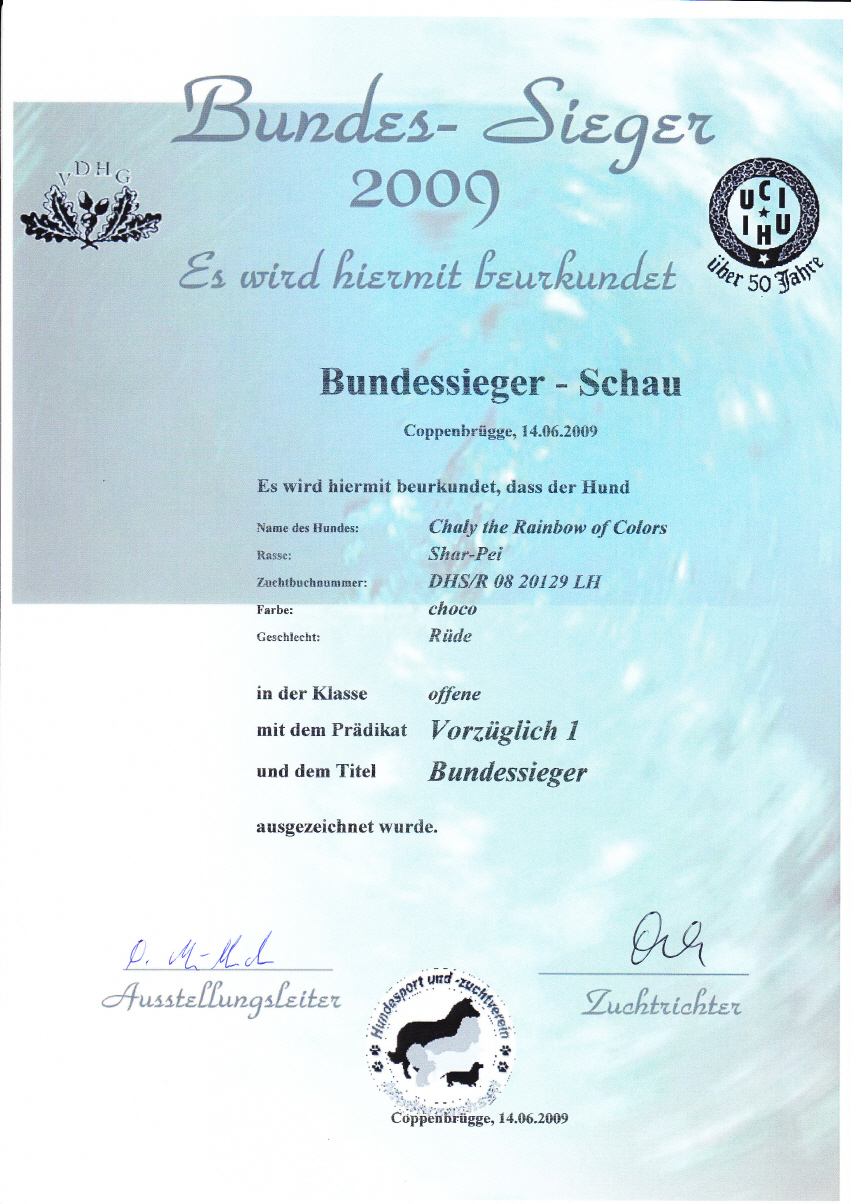 Bundes- Sieger
2009
VDHG
UCI
IHU
über 50 Jahre
Es wird hiermit beurkundet
Bundessieger - Schau
Coppenbrügge, 14.06.2009
Es wird hiermit beurkundet, dass der Hund
Name des Hundes: Chaly the Rainbow of Colors
Rasse: Shar-Pei
Zuchtbuchnummer: DHS/R 08 20129 LH
Farbe: choco
Geschlecht: Rüde
in der Klasse offene
mit dem Prädikat Vorzüglich 1
und dem Titel Bundessieger
ausgezeichnet wurde.
Ausstellungsleiter
Zuchtrichter
Hundesport und -zuchtverein
Coppenbrügge, 14.06.2009